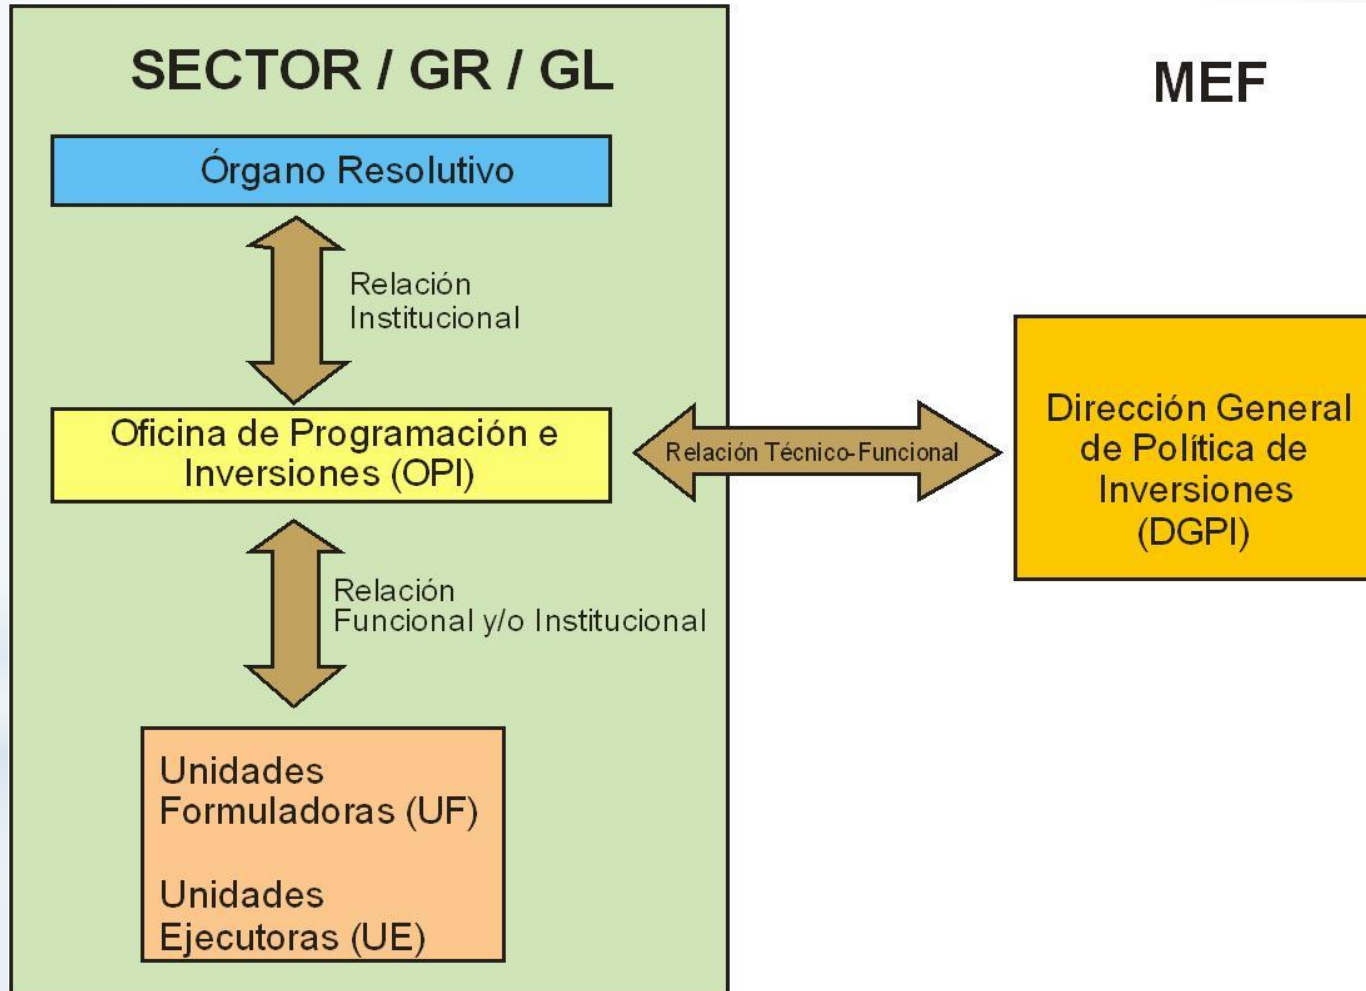 SECTOR / GR / GL
MEF
Órgano Resolutivo
Relación
Institucional
Oficina de Programación e
Inversiones (OPI)
Relación Técnico-Funcional
Dirección General
de Política de
Inversiones
(DGPI)
Relación
Funcional y/o Institucional
Unidades
Formuladoras (UF)
Unidades
Ejecutoras (UE)